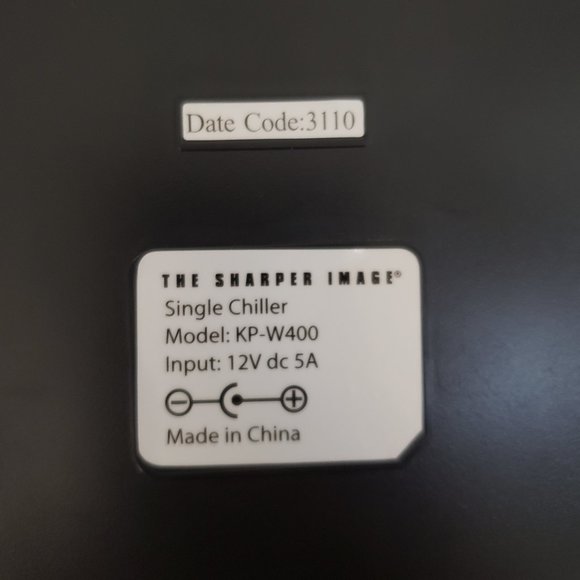 Date Code:3110
THE SHARPER IMAGE®
Single Chiller
Model: KP-W400
Input: 12V dc 5A
Made in China